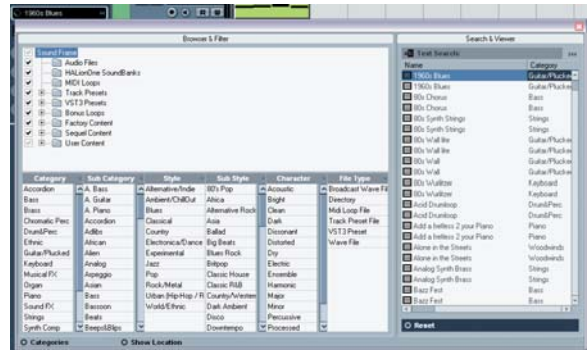 1960s Blues
Browser & Filter
Search & Viewer
Sound Frame
Audio Files
HALionOne SoundBanks
MIDI Loops
Track Presets
VST3 Presets
Bonus Loops
Factory Content
Sequel Content
User Content
Text Search:
Name Category
1960s Blues Guitar/Plucked
1960s Blues Guitar/Plucked
80s Chorus Bass
80s Chorus Bass
80s Synth Strings Strings
80s Synth Strings Strings
80s Wall lite Guitar/Plucke
80s Wall lite Guitar/Plucke
80s Wall Guitar/Plucke
80s Wall Guitar/Plucke
80s Wurlitzer Keyboard
80s Wurlitzer Keyboard
Acid Drumloop Drum&Perc
Acid Drumloop Drum&Perc
Add a fretless 2 your Piano Piano
Add a fretless 2 your Piano Piano
Alone in the Streets Woodwinds
Alone in the Streets Woodwinds
Analog Synth Brass Strings
Analog Synth Brass Strings
Bazz Fest Bass
Bazz Fest Bass
Category Sub Category Style Sub Style Character File Type
Accordion A. Bass Alternative/Indie 80's Pop Acoustic Broadcast Wave Fil
Bass A. Guitar Ambient/ChillOut Africa Bright Directory
Brass A. Piano Blues Alternative Rock Clean Midi Loop File
Chromatic Perc Accordion Classical Asia Dark Track Preset File
Drum&Perc Adlibs Country Ballad Dissonant VST3 Preset
Ethnic African Electronica/Dance Big Beats Distorted Wave File
Guitar/Plucked Alien Experimental Blues Rock Dry
Keyboard Analog Jazz Britpop Electric
Musical FX Arpeggio Pop Classic House Ensemble
Organ Asian Rock/Metal Classic R&B Harmonic
Piano Bass Urban (Hip-Hop / R Country/Western Major
Sound FX Bassoon World/Ethnic Dark Ambient Minor
Strings Beats Disco Percussive
Synth Comp Beeps&Blips Downtempo Processed
Reset
Categories Show Location